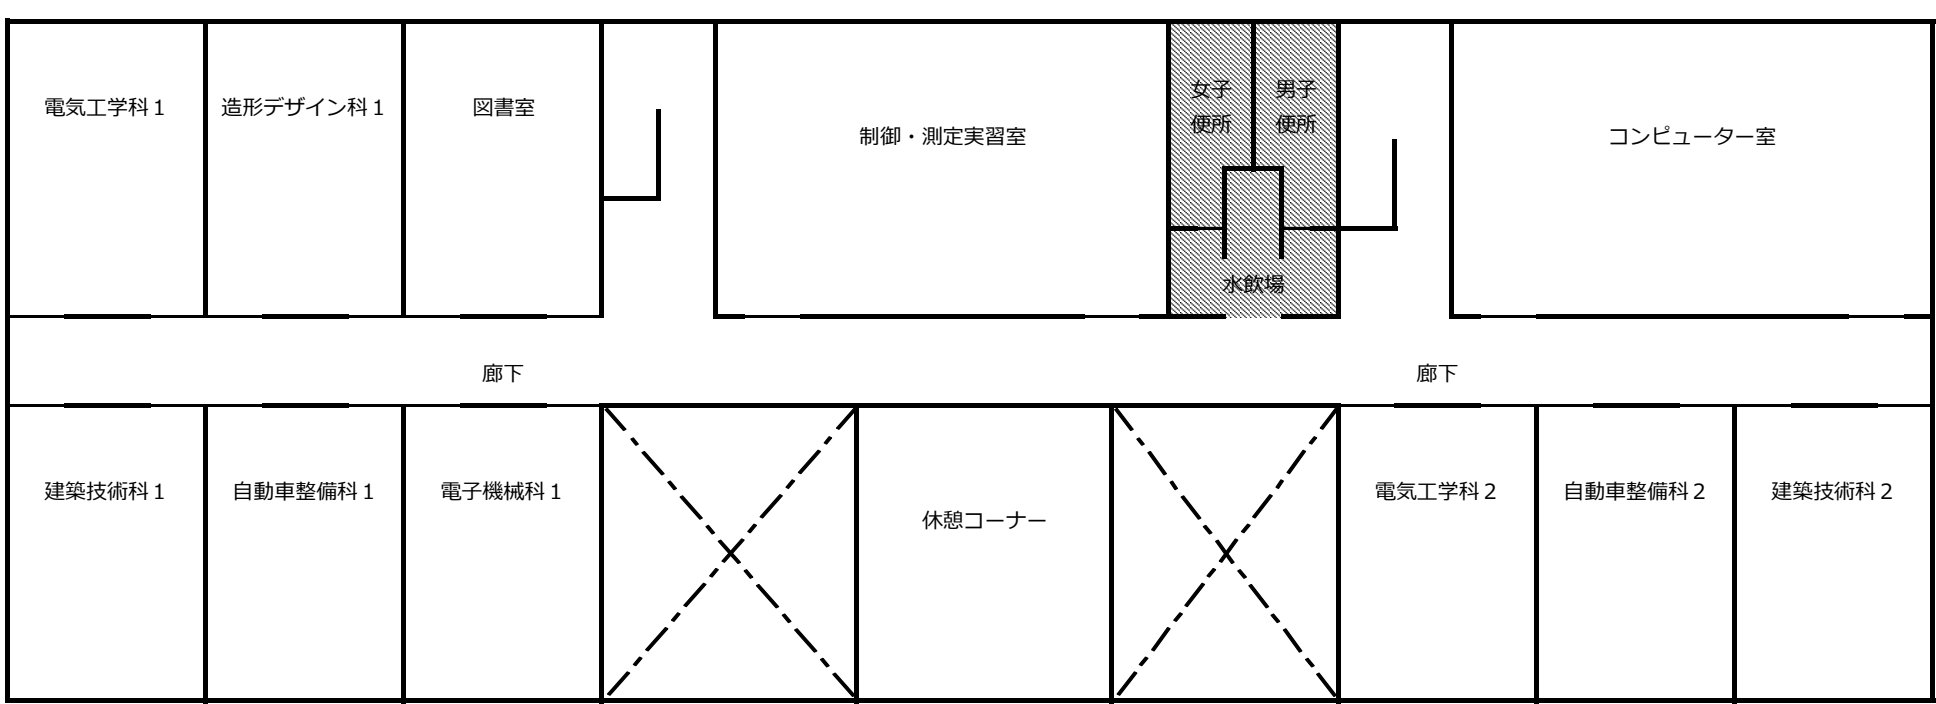 電気工学科１
造形デザイン科１
図書室
制御・測定実習室
女子
便所
男子
便所
コンピューター室
水飲場
廊下
廊下
建築技術科１
自動車整備科１
電子機械科１
休憩コーナー
電気工学科２
自動車整備科２
建築技術科２